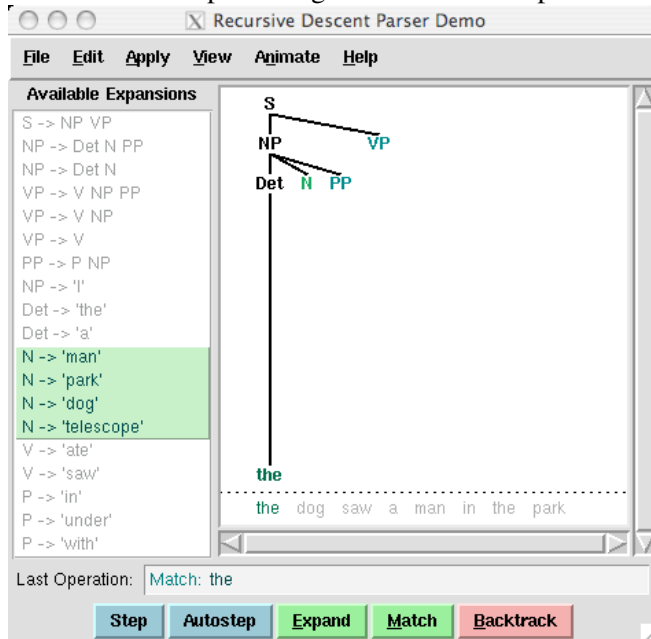 Recursive Descent Parser Demo
File Edit Apply View Animate Help
Available Expansions
S -> NP VP
NP -> Det N PP
NP -> Det N
VP -> V NP PP
VP -> V NP
VP -> V
PP -> P NP
NP -> 'I'
Det -> 'the'
Det -> 'a'
N -> 'man'
N -> 'park'
N -> 'dog'
N -> 'telescope'
V -> 'ate'
V -> 'saw'
P -> 'in'
P -> 'under'
P -> 'with'
S
NP VP
Det N PP
the
the dog saw a man in the park
Last Operation: Match: the
Step Autostep Expand Match Backtrack